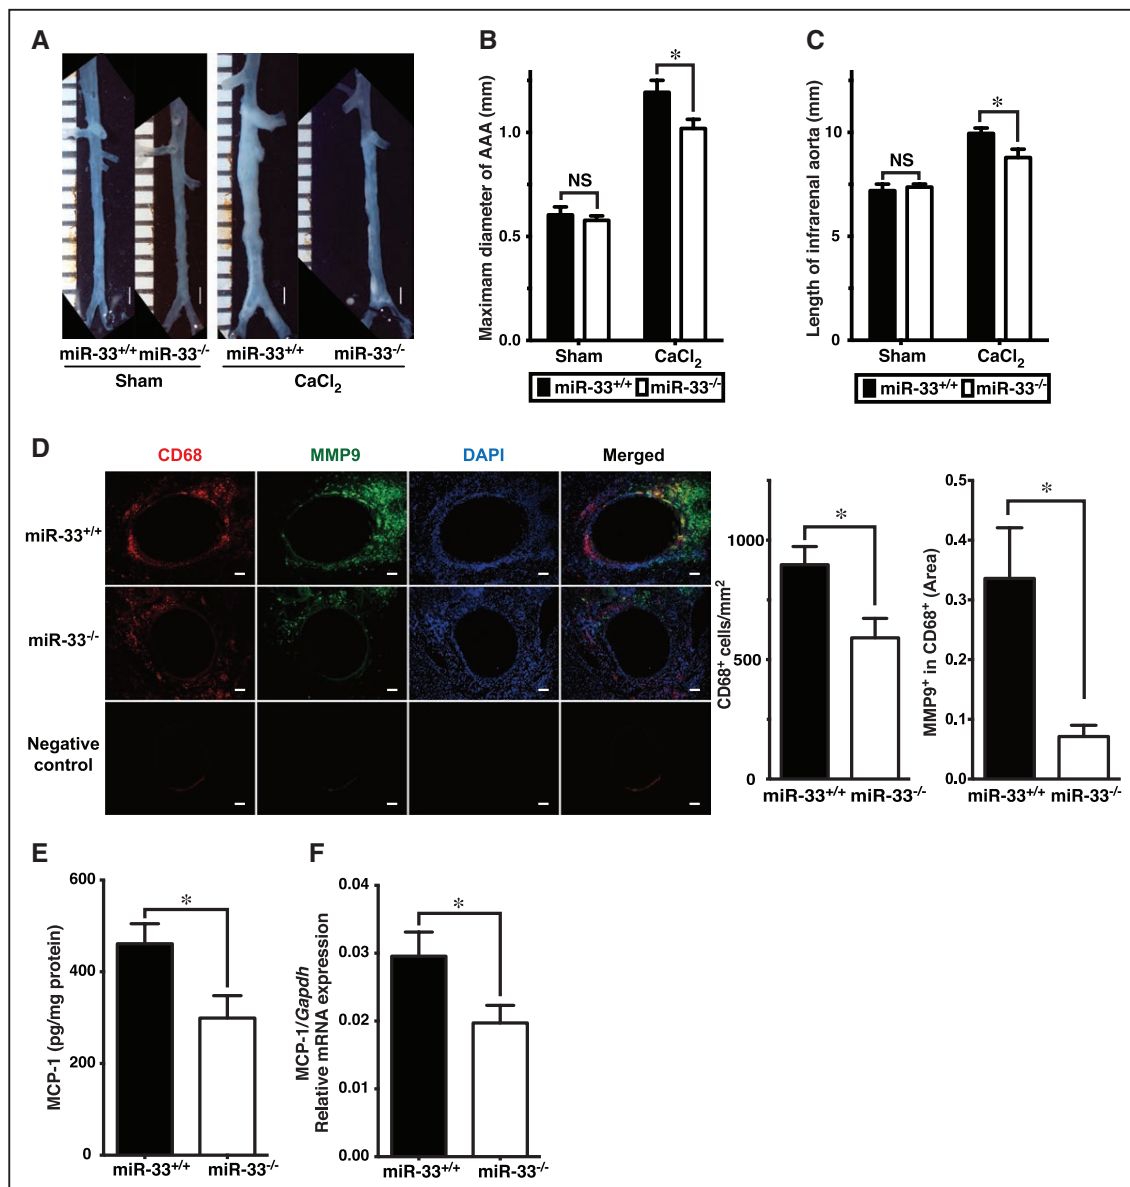 A
miR-33+/+ miR-33-/- miR-33+/+ miR-33-/-
Sham CaCl2
B
Maximam diameter of AAA (mm)
1.0
0.5
0.0
NS
*
Sham CaCl2
miR-33+/+ miR-33-/-
C
Length of infrarenal aorta (mm)
10
5
0
NS
*
Sham CaCl2
miR-33+/+ miR-33-/-
D
CD68 MMP9 DAPI Merged
miR-33+/+
miR-33-/-
Negative
control
CD68+ cells/mm2
1000
500
0
*
miR-33+/+ miR-33-/-
MMP9+ in CD68+ (Area)
0.5
0.4
0.3
0.2
0.1
0.0
*
miR-33+/+ miR-33-/-
E
MCP-1 (pg/mg protein)
600
400
200
0
*
miR-33+/+ miR-33-/-
F
MCP-1/Gapdh
Relative mRNA expression
0.04
0.03
0.02
0.01
0.00
*
miR-33+/+ miR-33-/-